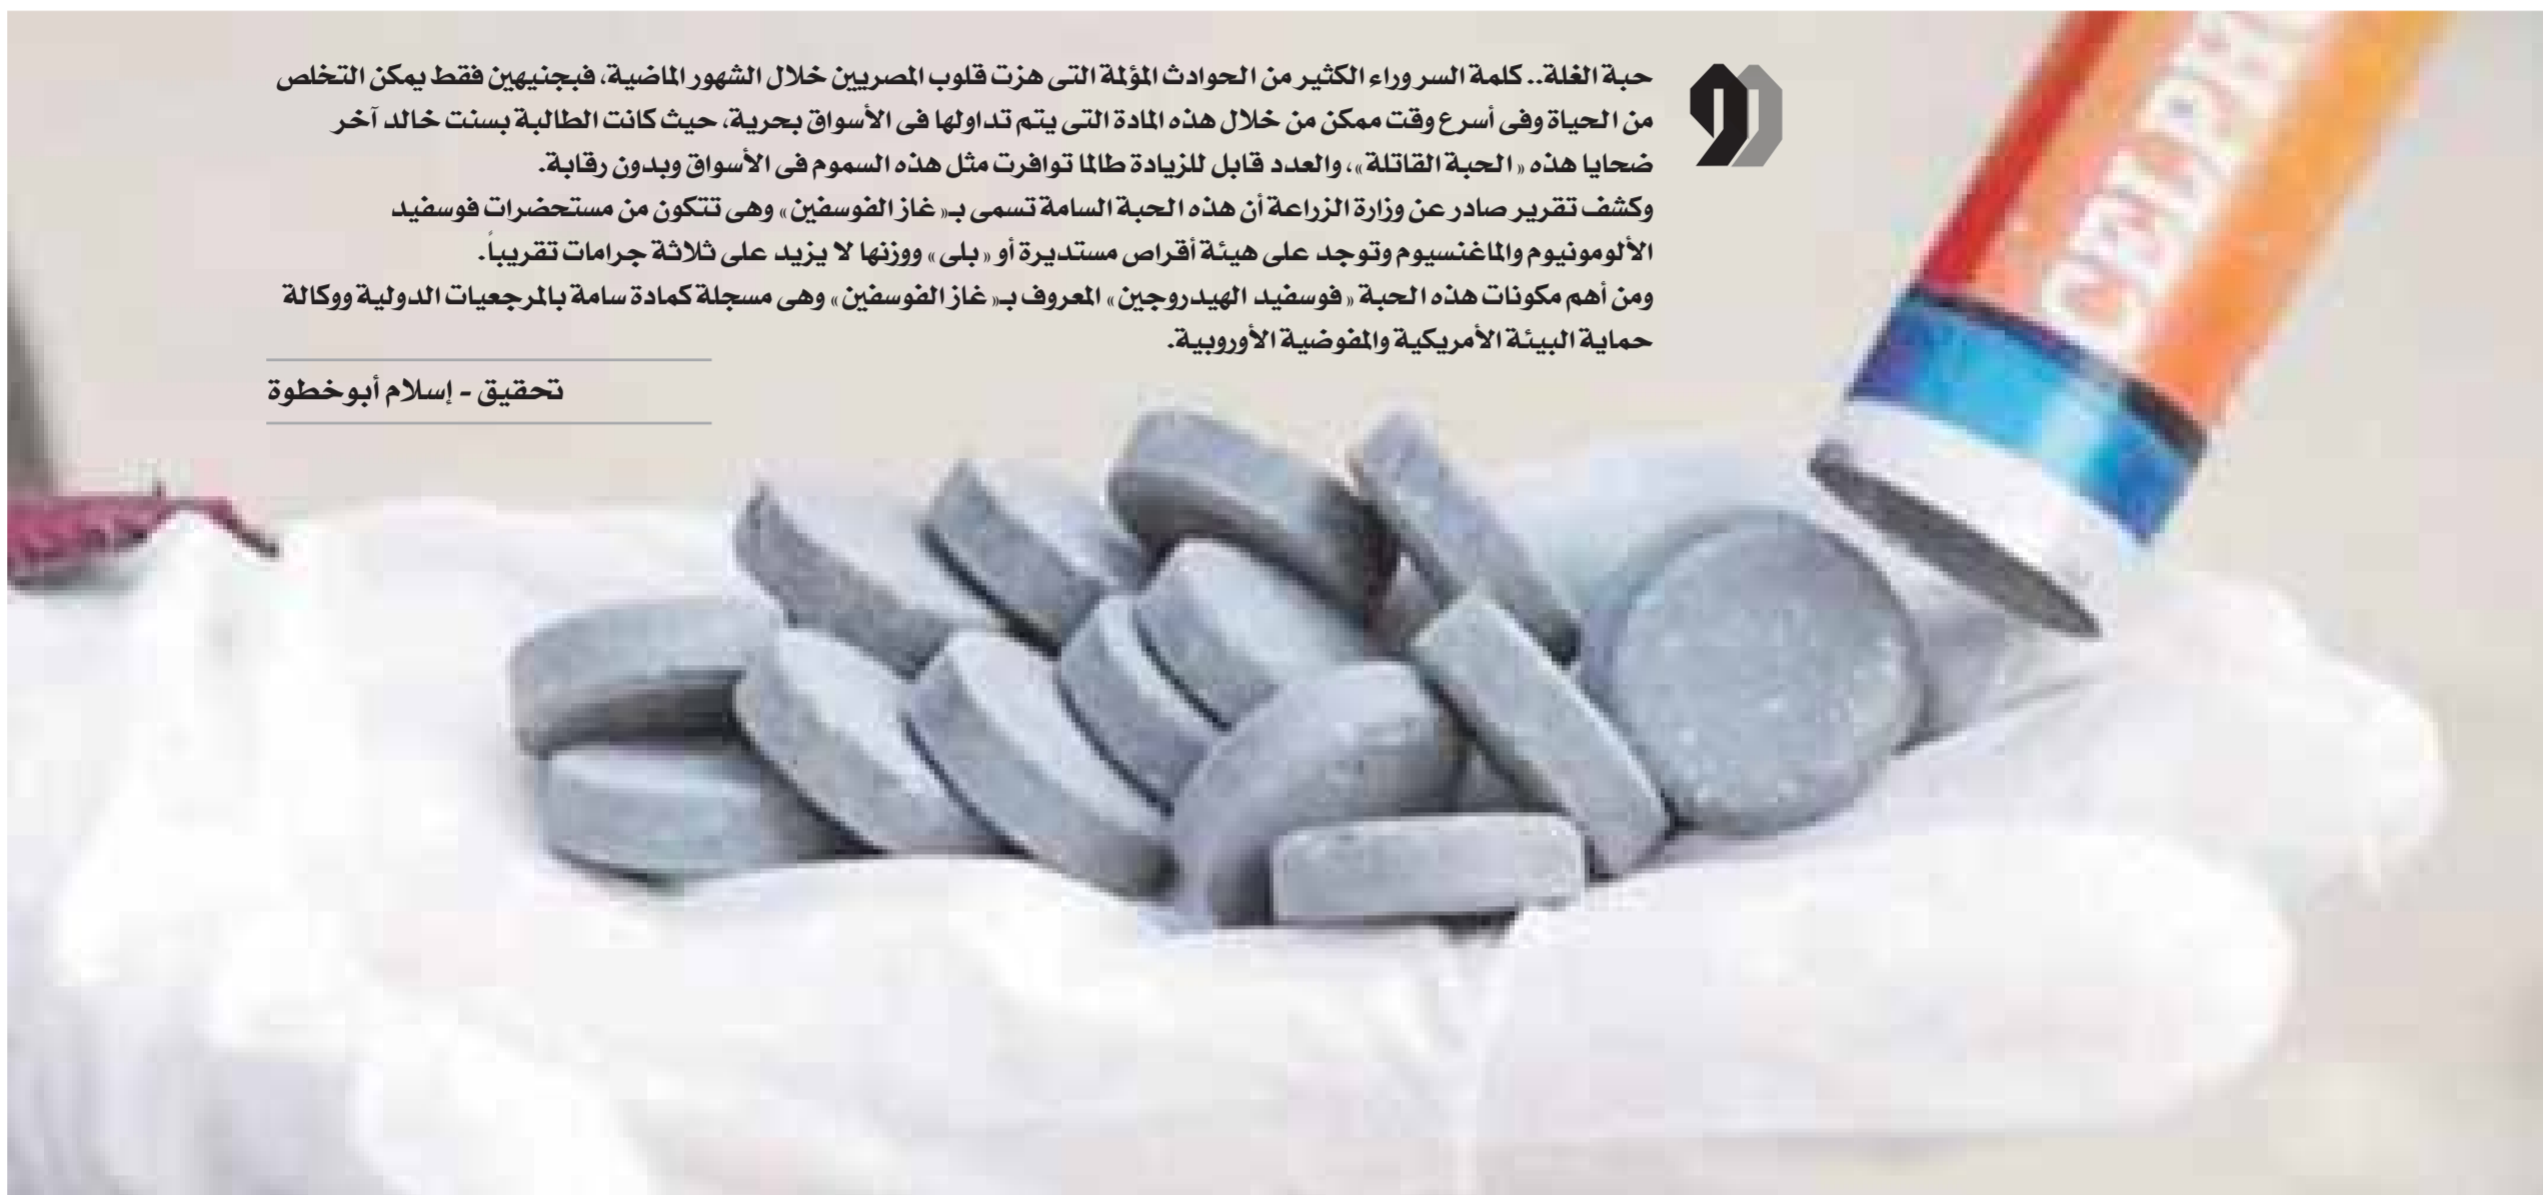 حبة الغلة.. كلمة السر وراء الكثير من الحوادث المؤلمة التى هزت قلوب المصريين خلال الشهور الماضية، فبجنيهين فقط يمكن التخلص
من الحياة وفى أسرع وقت ممكن من خلال هذه المادة التى يتم تداولها فى الأسواق بحرية، حيث كانت الطالبة بسنت خالد آخر
ضحايا هذه «الحبة القاتلة»، والعدد قابل للزيادة طالما توافرت مثل هذه السموم فى الأسواق وبدون رقابة.
وكشف تقرير صادر عن وزارة الزراعة أن هذه الحبة السامة تسمى بـ«غاز الفوسفين» وهى تتكون من مستحضرات فوسفيد
الألومونيوم والماغنسيوم وتوجد على هيئة أقراص مستديرة أو «بلى» ووزنها لا يزيد على ثلاثة جرامات تقريباً.
ومن أهم مكونات هذه الحبة «فوسفيد الهيدروجين» المعروف بـ«غاز الفوسفين» وهى مسجلة كمادة سامة بالمرجعيات الدولية ووكالة
حماية البيئة الأمريكية والمفوضية الأوروبية.
تحقيق - إسلام أبوخطوة